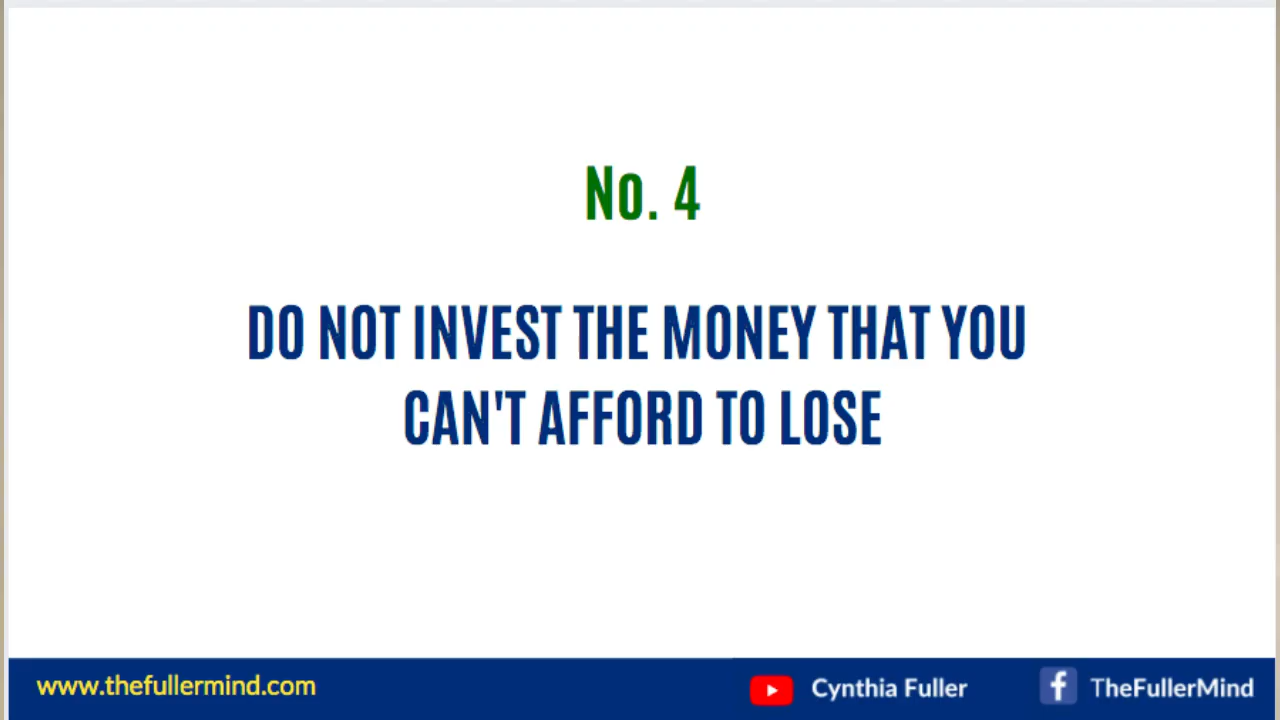 No. 4
DO NOT INVEST THE MONEY THAT YOU
CAN'T AFFORD TO LOSE
www.thefullermind.com
Cynthia Fuller
TheFullerMind